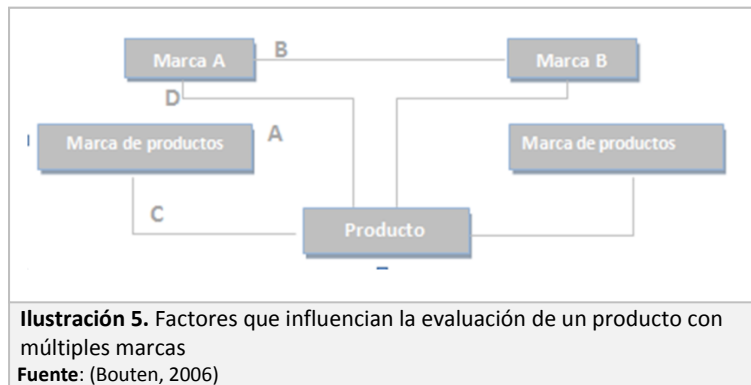 Marca A B Marca B
D
Marca de productos A Marca de productos
C
Producto
Ilustración 5. Factores que influencian la evaluación de un producto con
múltiples marcas
Fuente: (Bouten, 2006)